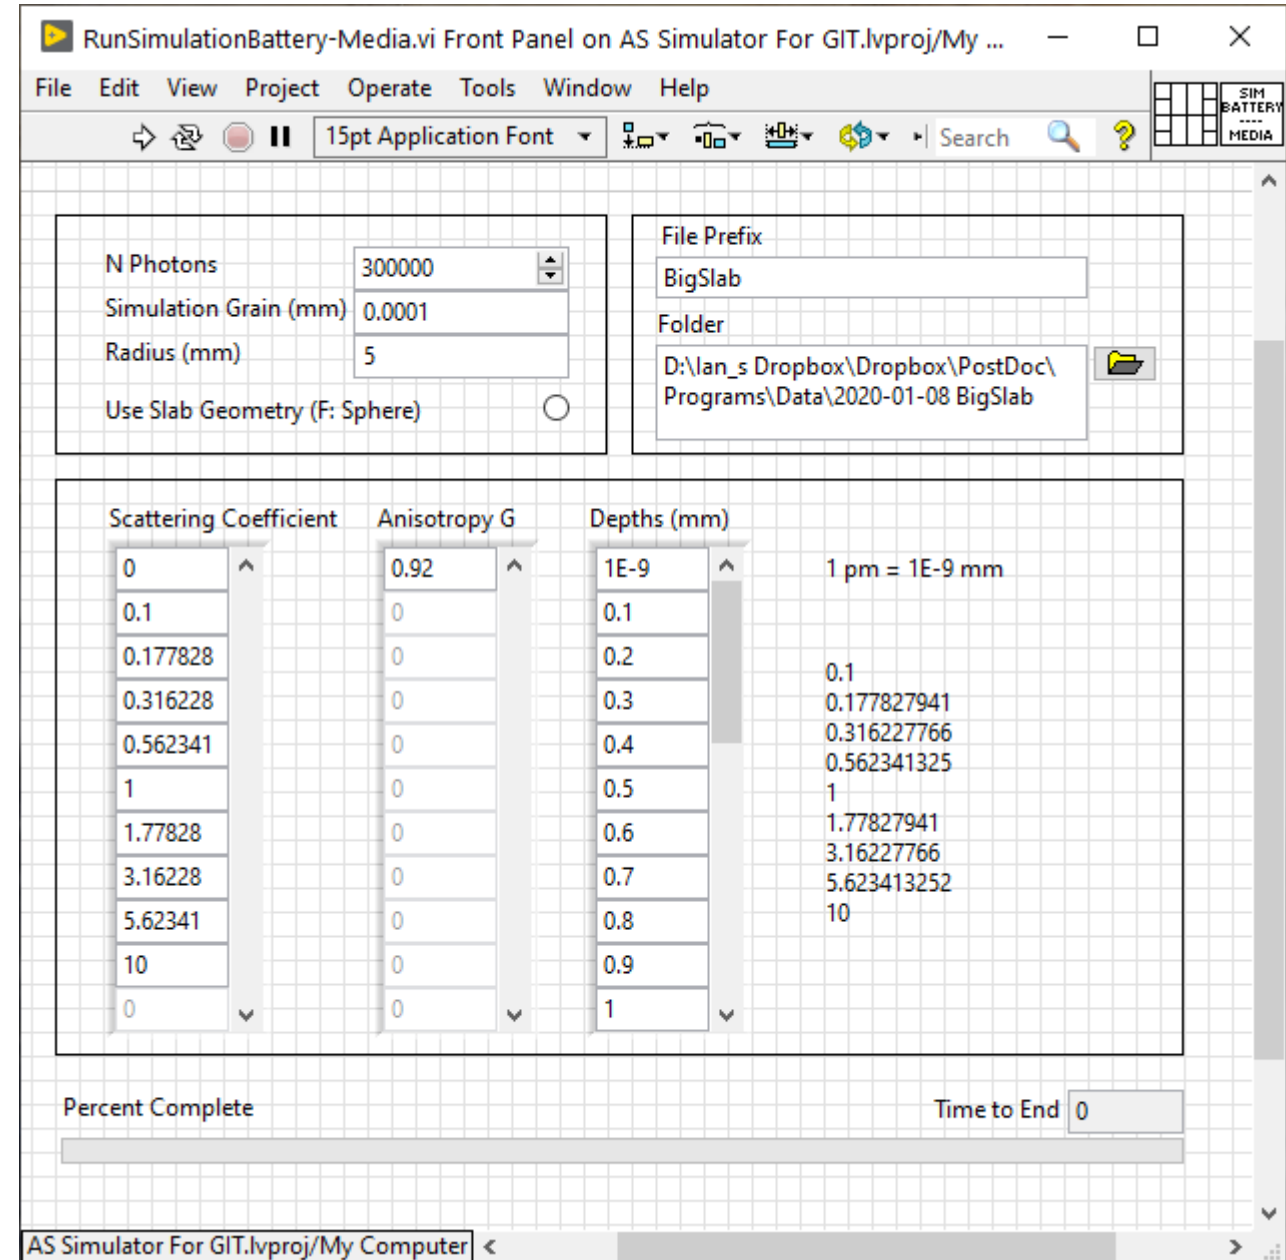 RunSimulationBattery-Media.vi Front Panel on AS Simulator For GIT.lvproj/My ...
File Edit View Project Operate Tools Window Help
SIM
BATTERY
----
MEDIA
15pt Application Font
Search
N Photons 300000
Simulation Grain (mm) 0.0001
Radius (mm) 5
Use Slab Geometry (F: Sphere)
File Prefix
BigSlab
Folder
D:\Ian_s Dropbox\Dropbox\PostDoc\
Programs\Data\2020-01-08 BigSlab
Scattering Coefficient Anisotropy G Depths (mm)
0 0.92 1E-9 1 pm = 1E-9 mm
0.1 0 0.1
0.177828 0 0.2
0.316228 0 0.3
0.562341 0 0.4
1 0 0.5
1.77828 0 0.6
3.16228 0 0.7
5.62341 0 0.8
10 0 0.9
0 0 1
0.1
0.177827941
0.316227766
0.562341325
1
1.77827941
3.16227766
5.623413252
10
Percent Complete
Time to End 0
AS Simulator For GIT.lvproj/My Computer